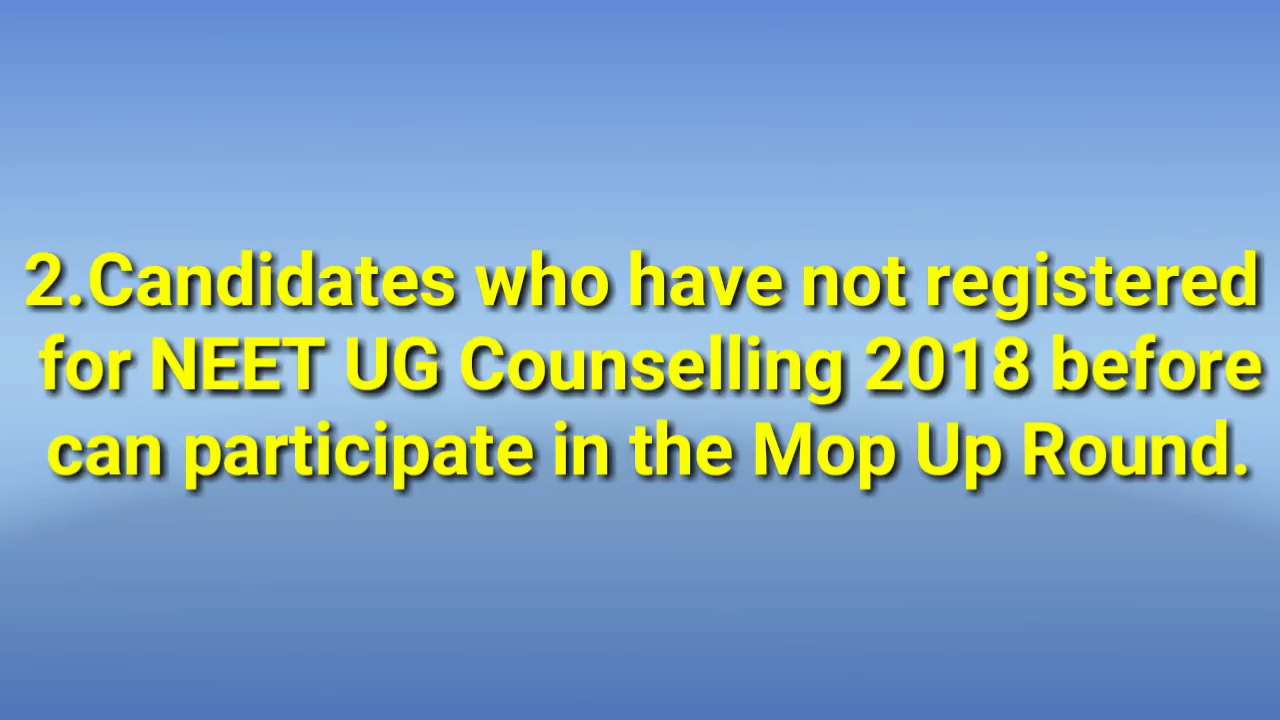 2.Candidates who have not registered
for NEET UG Counselling 2018 before
can participate in the Mop Up Round.